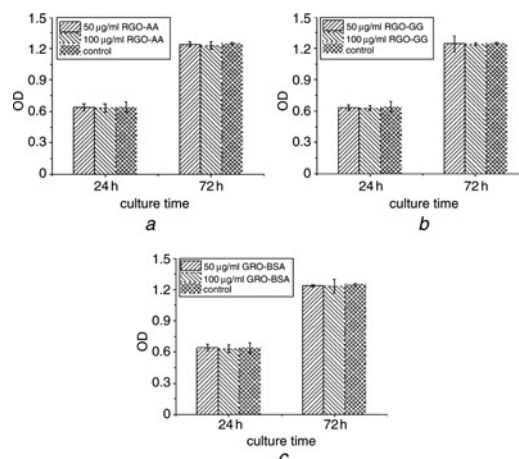 1.5
1.2
0.9
0.6
0.3
0
OD
50 μg/ml RGO-AA
100 μg/ml RGO-AA
control
24 h
72 h
culture time
a
1.5
1.2
0.9
0.6
0.3
0
OD
50 μg/ml RGO-GG
100 μg/ml RGO-GG
control
24 h
72 h
culture time
b
1.5
1.2
0.9
0.6
0.3
0
OD
50 μg/ml GRO-BSA
100 μg/ml GRO-BSA
control
24 h
72 h
culture time
c